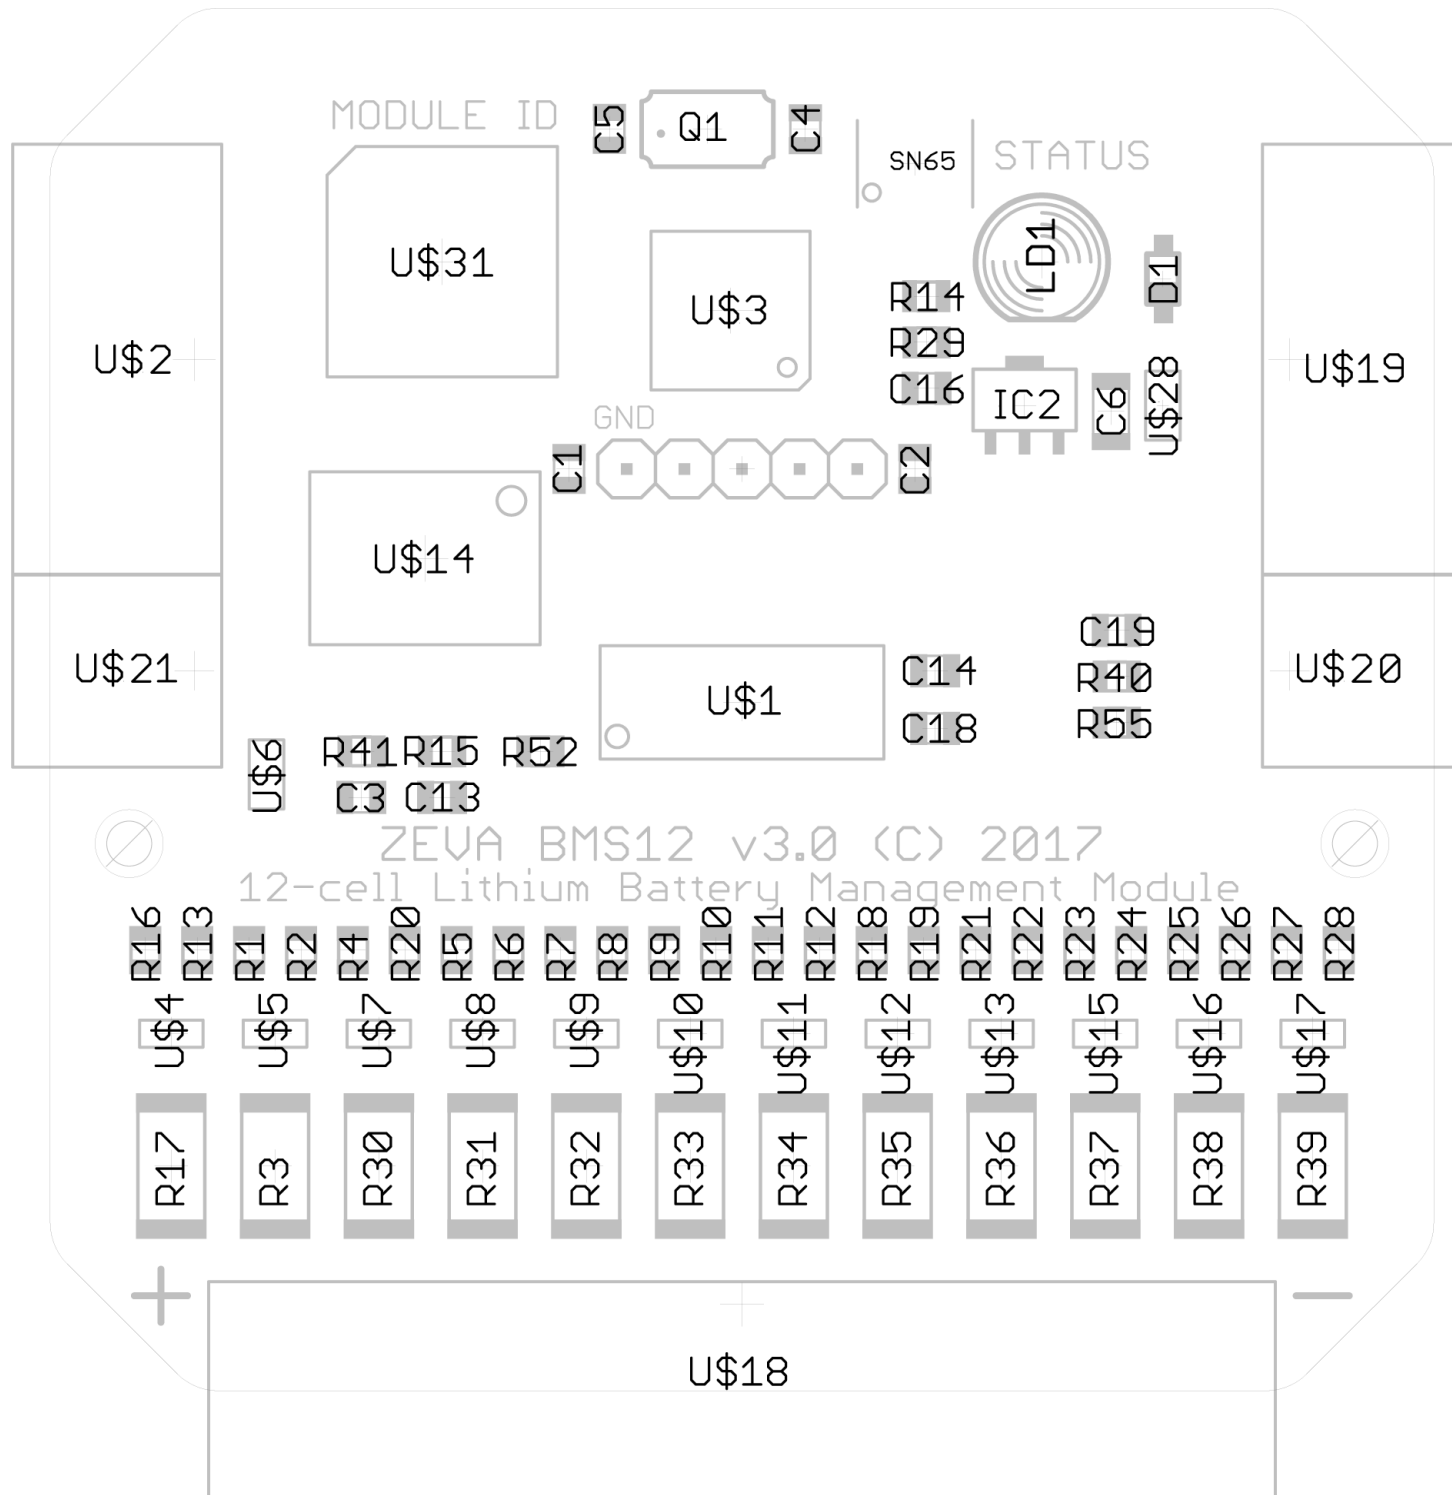 MODULE ID
C5
Q1
C4
SN65
STATUS
U$31
LD1
D1
U$3
R14
R29
C16
U$2
U$19
IC2
C6
U$28
GND
C1
C2
U$14
C19
U$21
C14
R40
U$20
U$1
C18
R55
U$6
R41
R15
R52
C3
C13
ZEVA BMS12 v3.0 (C) 2017
12-cell Lithium Battery Management Module
R16 R13 R1 R2 R4 R20 R5 R6 R7 R8 R9 R10 R11 R12 R18 R19 R21 R22 R23 R24 R25 R26 R27 R28
U$4 U$5 U$7 U$8 U$9 U$10 U$11 U$12 U$13 U$15 U$16 U$17
R17 R3 R30 R31 R32 R33 R34 R35 R36 R37 R38 R39
+ −
U$18